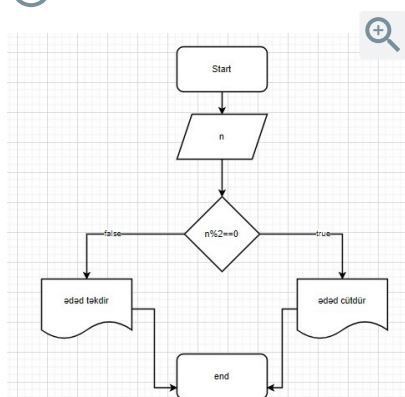 Start
n
n%2==0
false
true
ədəd təkdir
ədəd cütdür
end